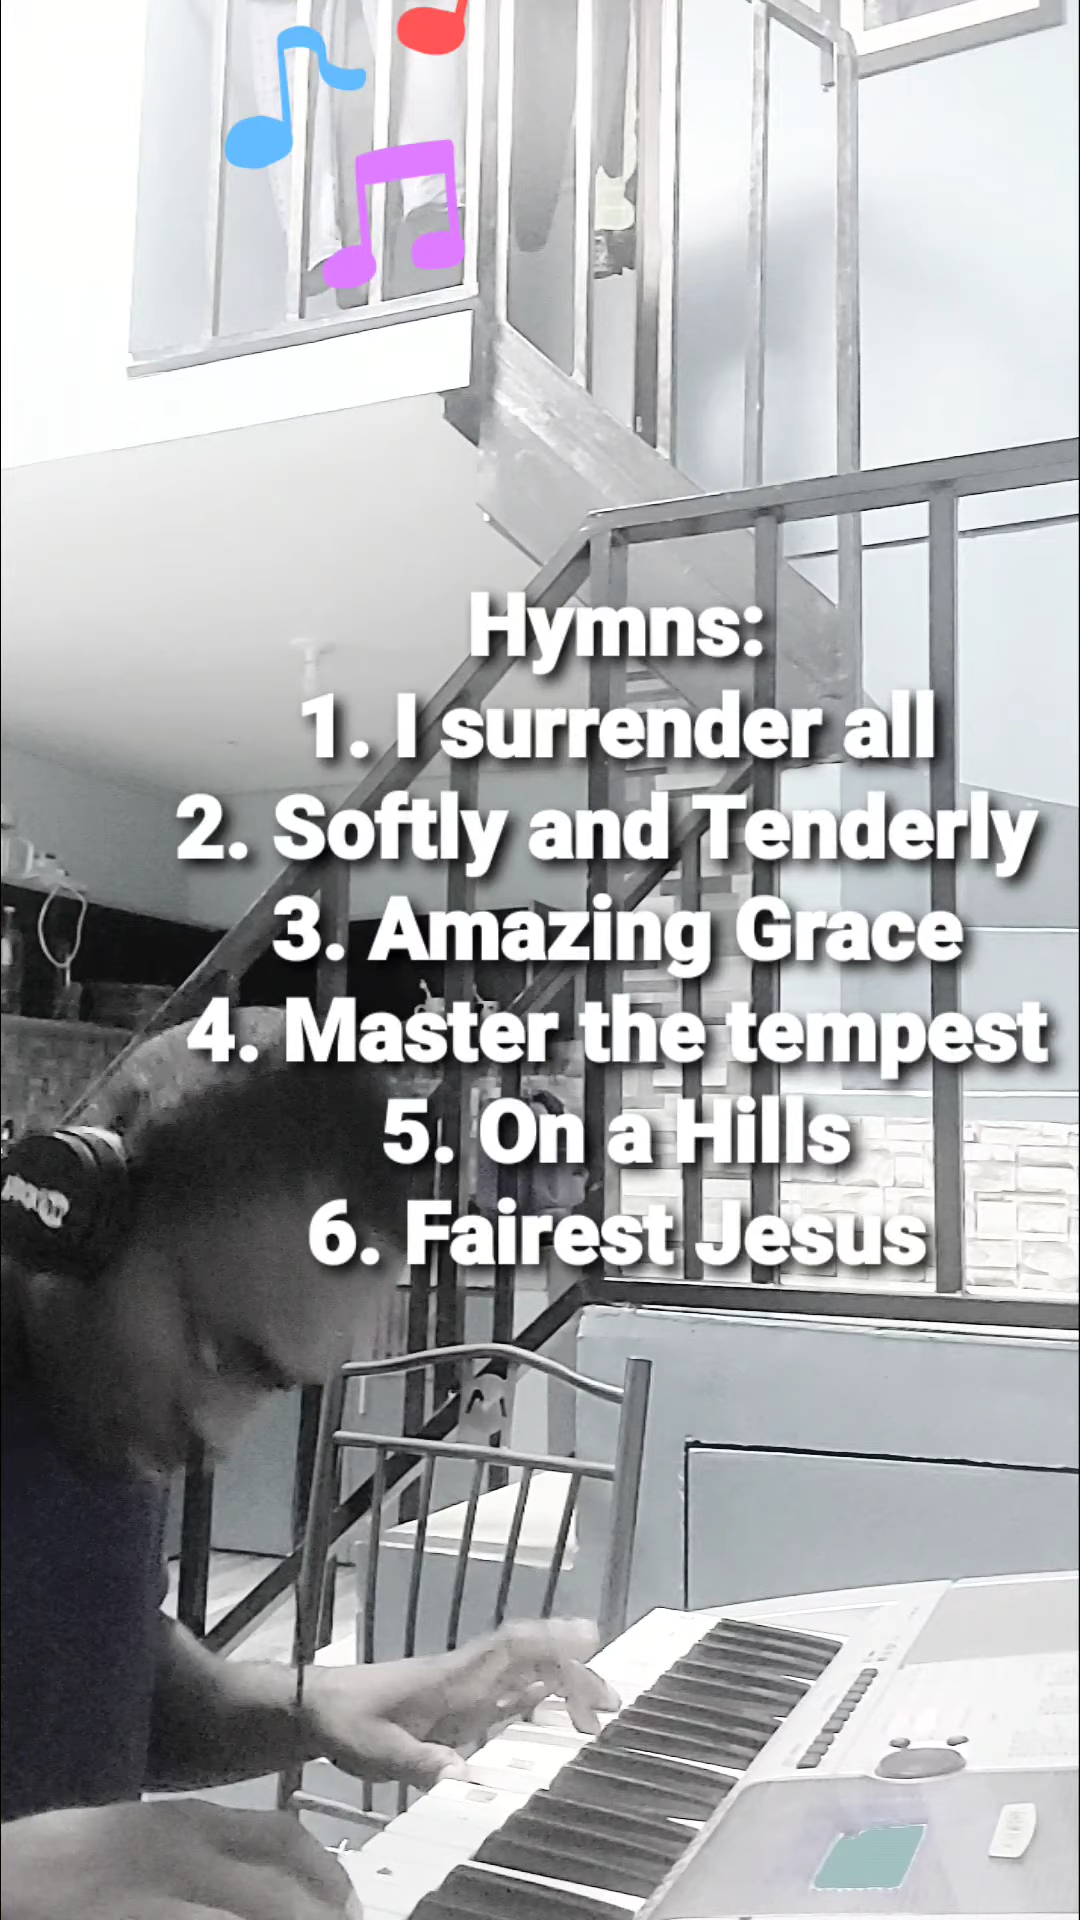 Hymns:
1. I surrender all
2. Softly and Tenderly
3. Amazing Grace
4. Master the tempest
5. On a Hills
6. Fairest Jesus